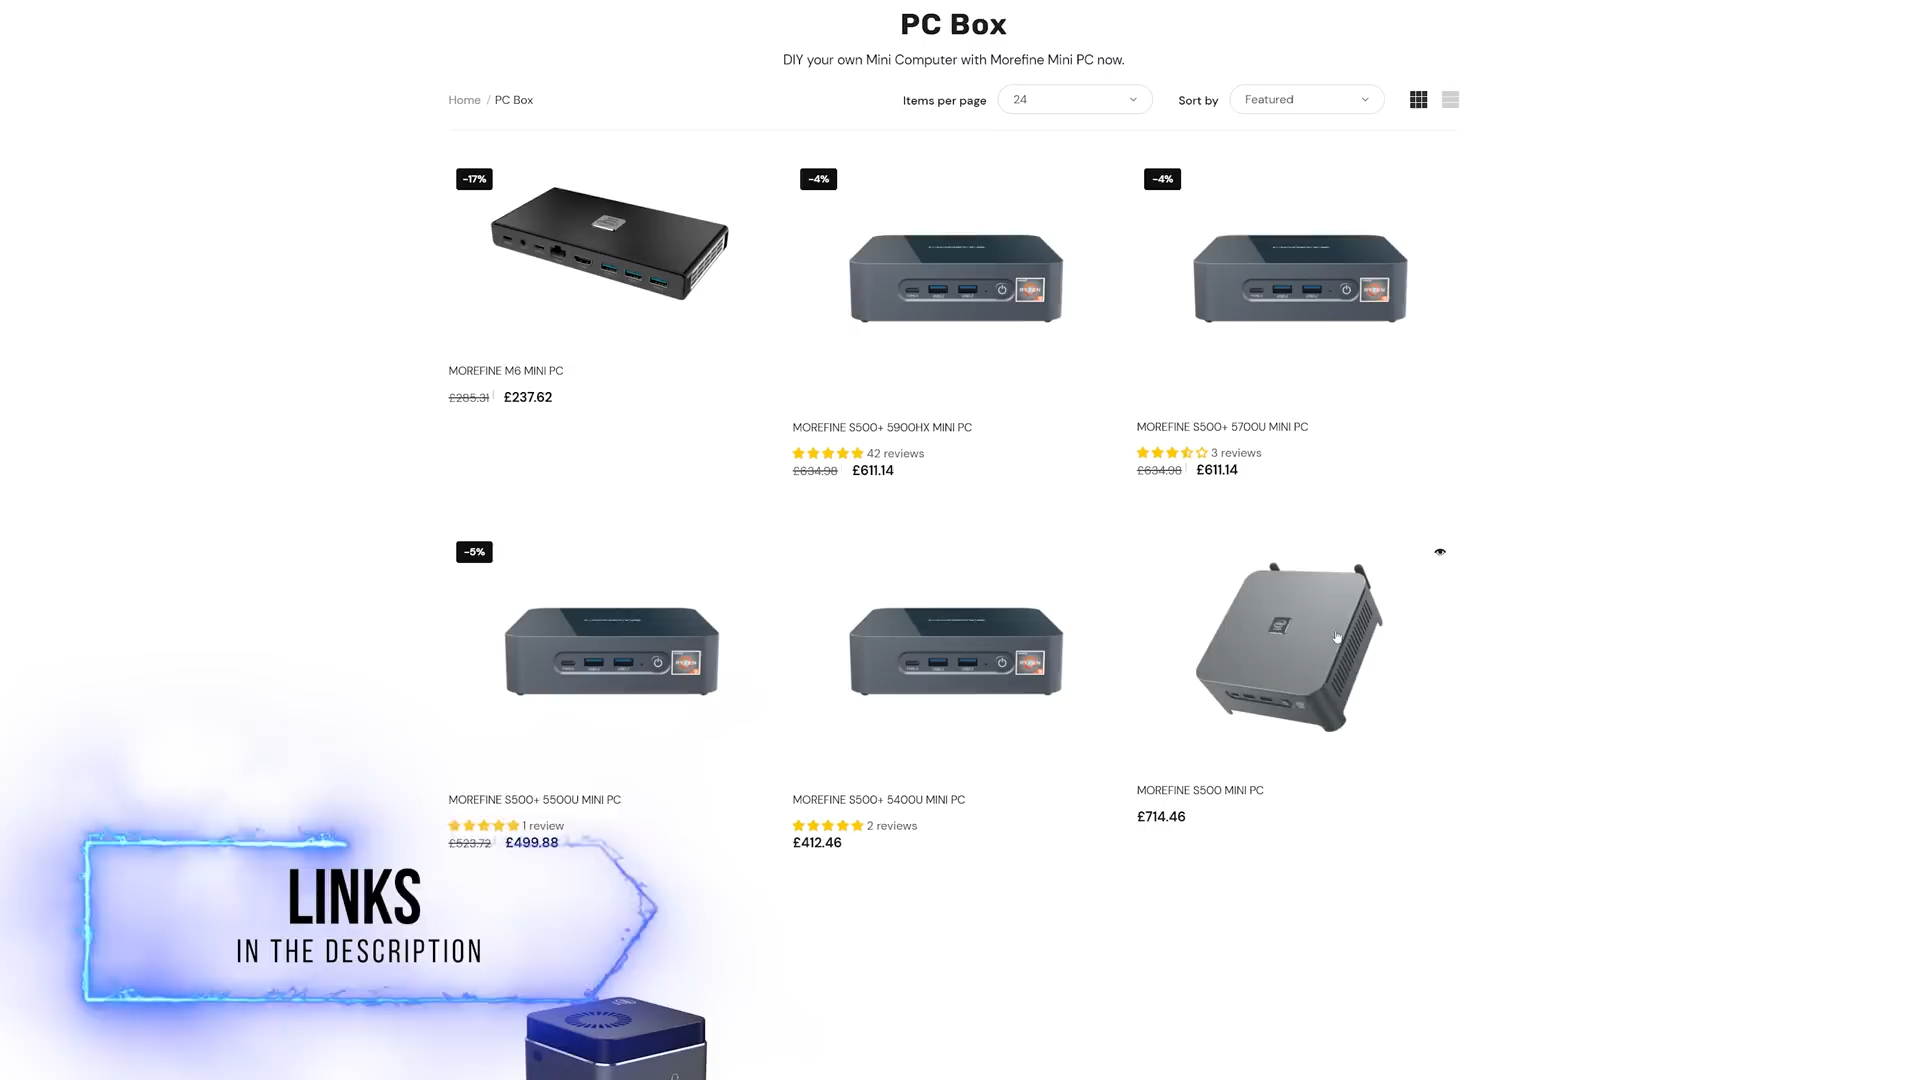 PC Box
DIY your own Mini Computer with Morefine Mini PC now.
Home / PC Box
Items per page 24
Sort by Featured
-17%
-4%
-4%
RYZEN
RYZEN
MOREFINE M6 MINI PC
£285.31 £237.62
MOREFINE S500+ 5900HX MINI PC
42 reviews
£634.98 £611.14
MOREFINE S500+ 5700U MINI PC
3 reviews
£634.98 £611.14
-5%
RYZEN
RYZEN
MOREFINE S500+ 5500U MINI PC
1 review
£523.72 £499.88
MOREFINE S500+ 5400U MINI PC
2 reviews
£412.46
MOREFINE S500 MINI PC
£714.46
LINKS
IN THE DESCRIPTION